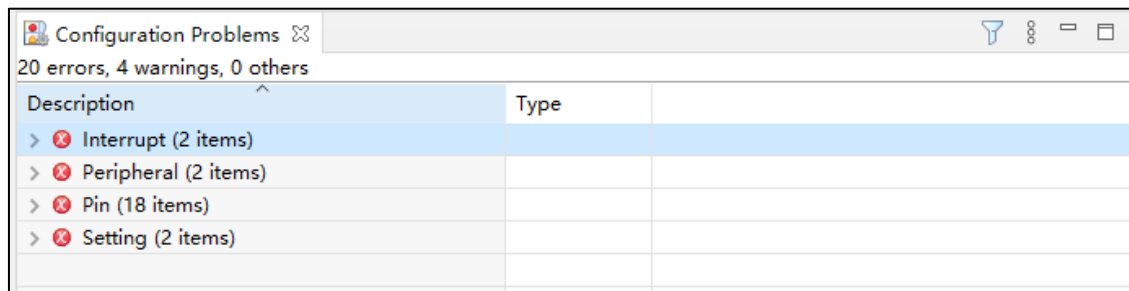 Configuration Problems
20 errors, 4 warnings, 0 others
Description Type
Interrupt (2 items)
Peripheral (2 items)
Pin (18 items)
Setting (2 items)